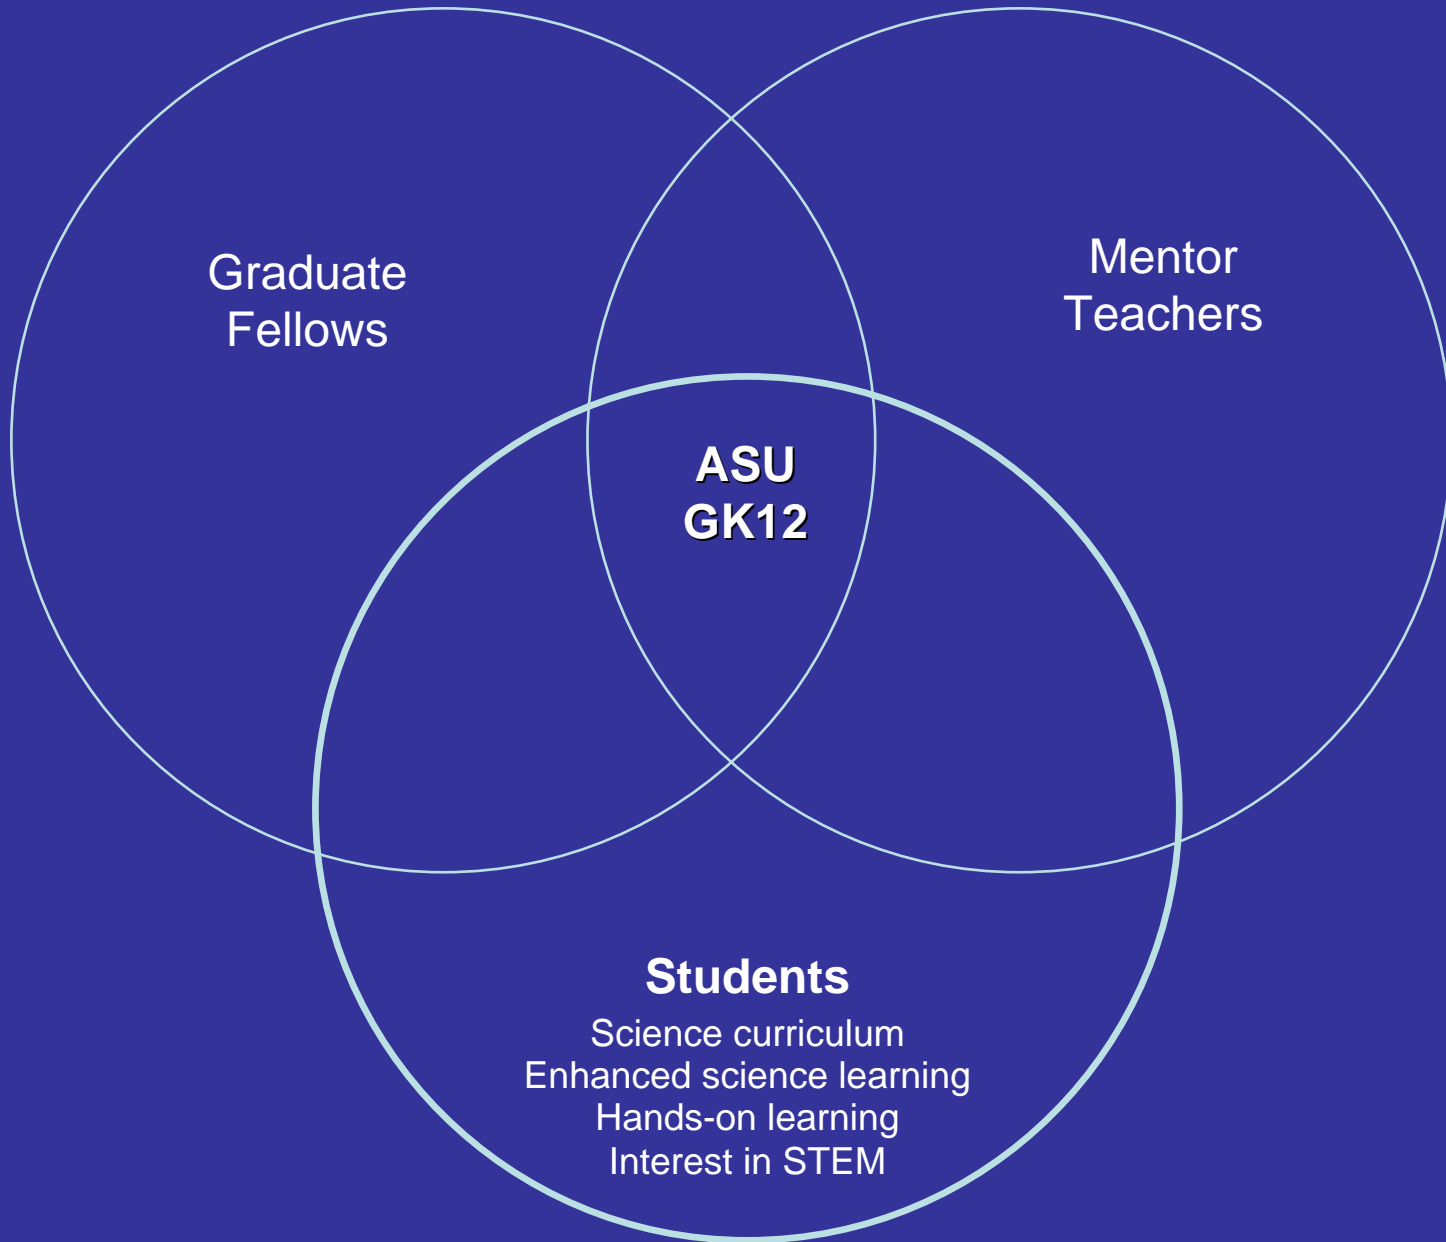 Graduate
Fellows
Mentor
Teachers
ASU
GK12
Students
Science curriculum
Enhanced science learning
Hands-on learning
Interest in STEM